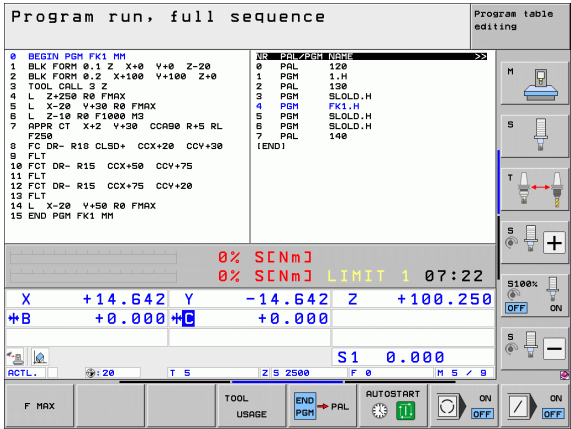 Program run, full sequence
Program table
editing
0 BEGIN PGM FK1 MM
1 BLK FORM 0.1 Z X+0 Y+0 Z-20
2 BLK FORM 0.2 X+100 Y+100 Z+0
3 TOOL CALL 3 Z
4 L Z+250 R0 FMAX
5 L X-20 Y+30 R0 FMAX
6 L Z-10 R0 F1000 M3
7 APPR CT X+2 Y+30 CCA90 R+5 RL
F250
8 FC DR- R18 CLSD+ CCX+20 CCY+30
9 FLT
10 FCT DR- R15 CCX+50 CCY+75
11 FLT
12 FCT DR- R15 CCX+75 CCY+20
13 FLT
14 L X-20 Y+50 R0 FMAX
15 END PGM FK1 MM
NR PAL/PGM NAME >>
0 PAL 120
1 PGM 1.H
2 PAL 130
3 PGM SLOLD.H
4 PGM FK1.H
5 PGM SLOLD.H
6 PGM SLOLD.H
7 PAL 140
[END]
M
S
T
S
S100%
OFF ON
S
0% S[Nm]
0% S[Nm] LIMIT 1 07:22
X +14.642 Y -14.642 Z +100.250
B +0.000 C +0.000
S1 0.000
ACTL. : 20 T 5 Z S 2500 F 0 M 5 / 9
F MAX
TOOL
USAGE
END
PGM → PAL
AUTOSTART
ON
OFF
ON
OFF